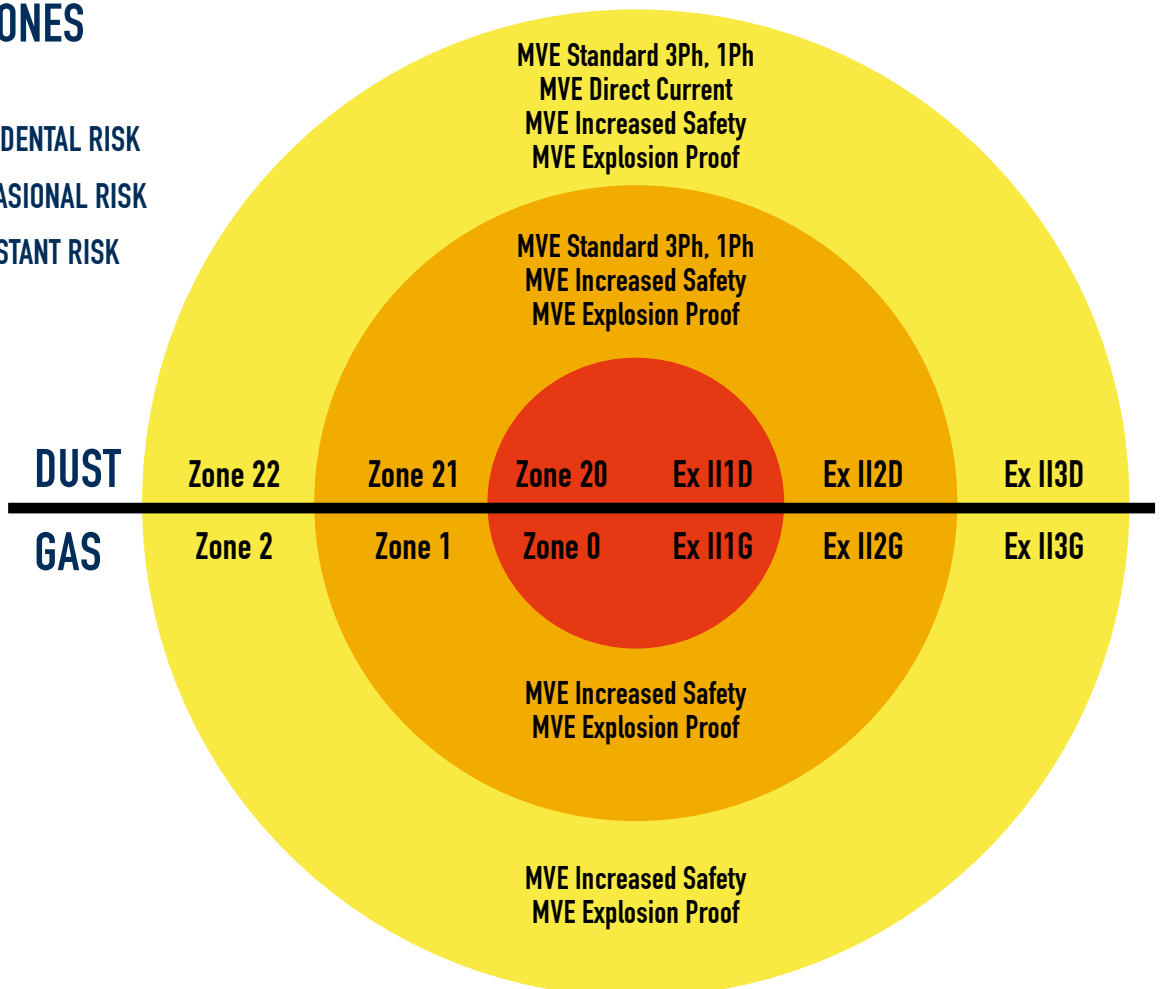 ONES
DENTAL RISK
ASIONAL RISK
STANT RISK
MVE Standard 3Ph, 1Ph
MVE Direct Current
MVE Increased Safety
MVE Explosion Proof
MVE Standard 3Ph, 1Ph
MVE Increased Safety
MVE Explosion Proof
DUST Zone 22 Zone 21 Zone 20 Ex II1D Ex II2D Ex II3D
GAS Zone 2 Zone 1 Zone 0 Ex II1G Ex II2G Ex II3G
MVE Increased Safety
MVE Explosion Proof
MVE Increased Safety
MVE Explosion Proof